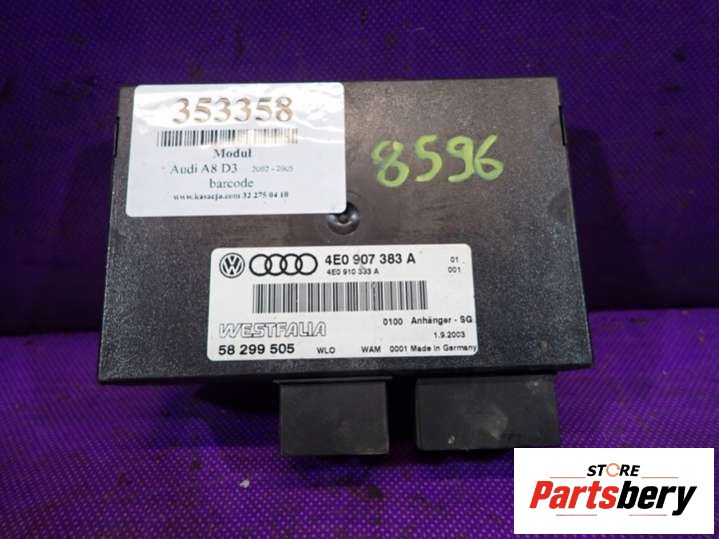 353358
Moduł
Audi A8 D3 2002 - 2005
barcode
www.kasacja.com 32 275 04 10
8596
4E0 907 383 A 01
4E0 910 333 A 001
WESTFALIA 0100 Anhänger - SG
1.9.2003
58 299 505 WLO WAM 0001 Made in Germany
STORE
Partsbery